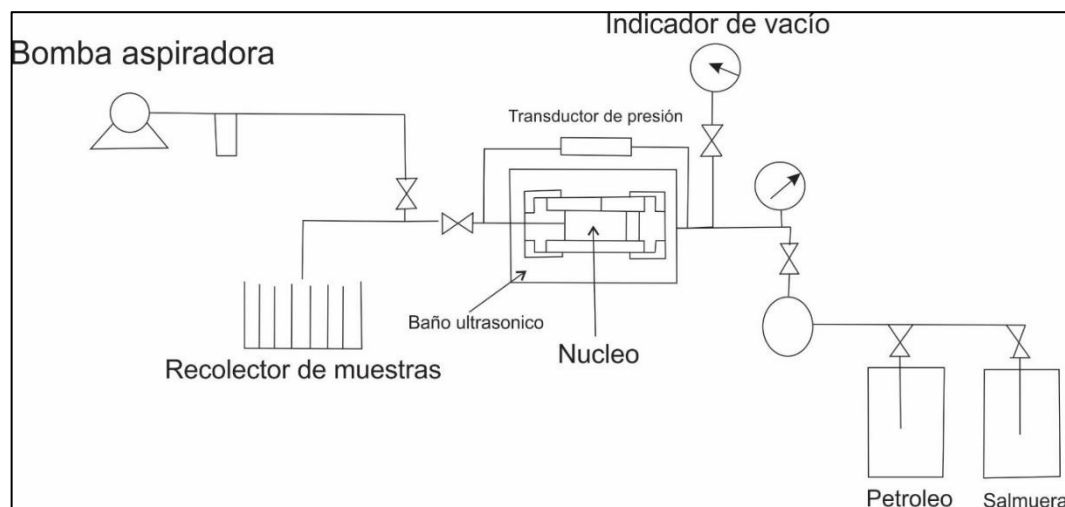 Indicador de vacío
Bomba aspiradora
Transductor de presión
Baño ultrasonico
Nucleo
Recolector de muestras
Petroleo
Salmuera